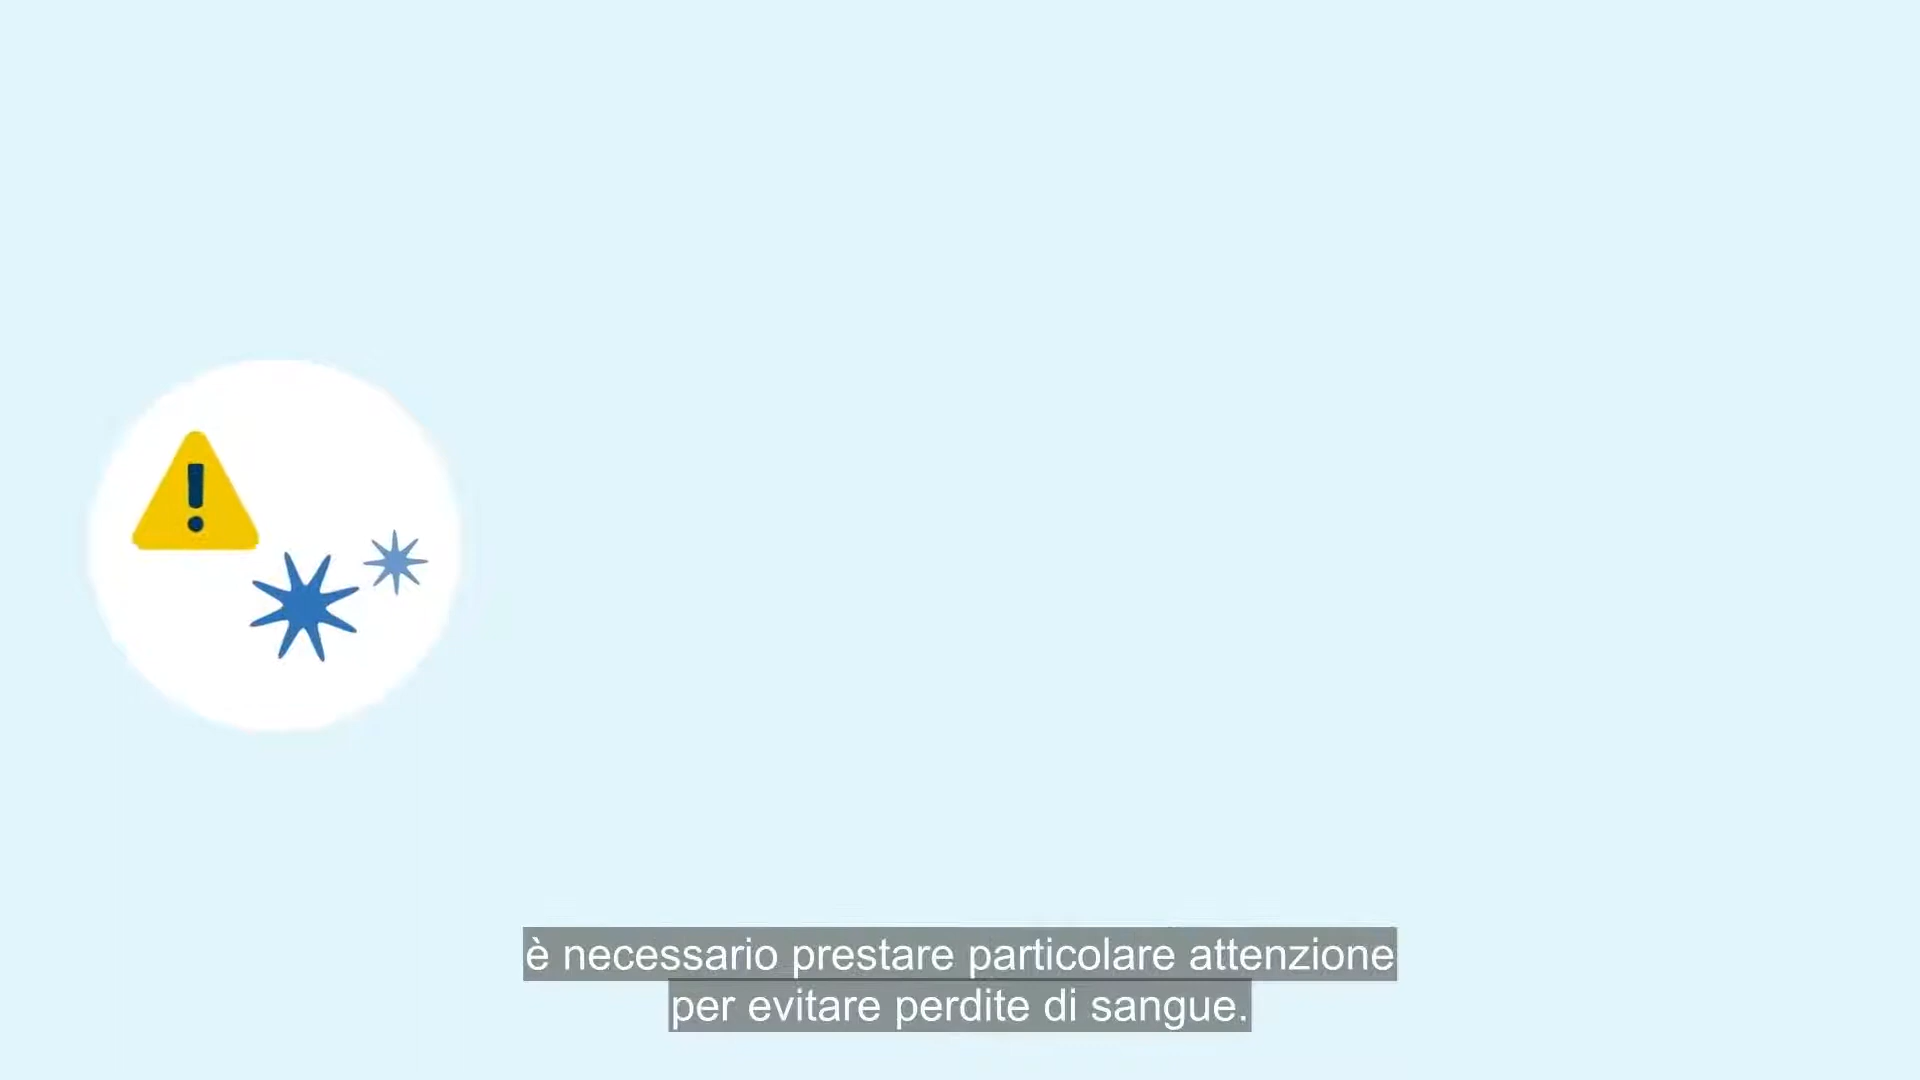 è necessario prestare particolare attenzione
per evitare perdite di sangue.